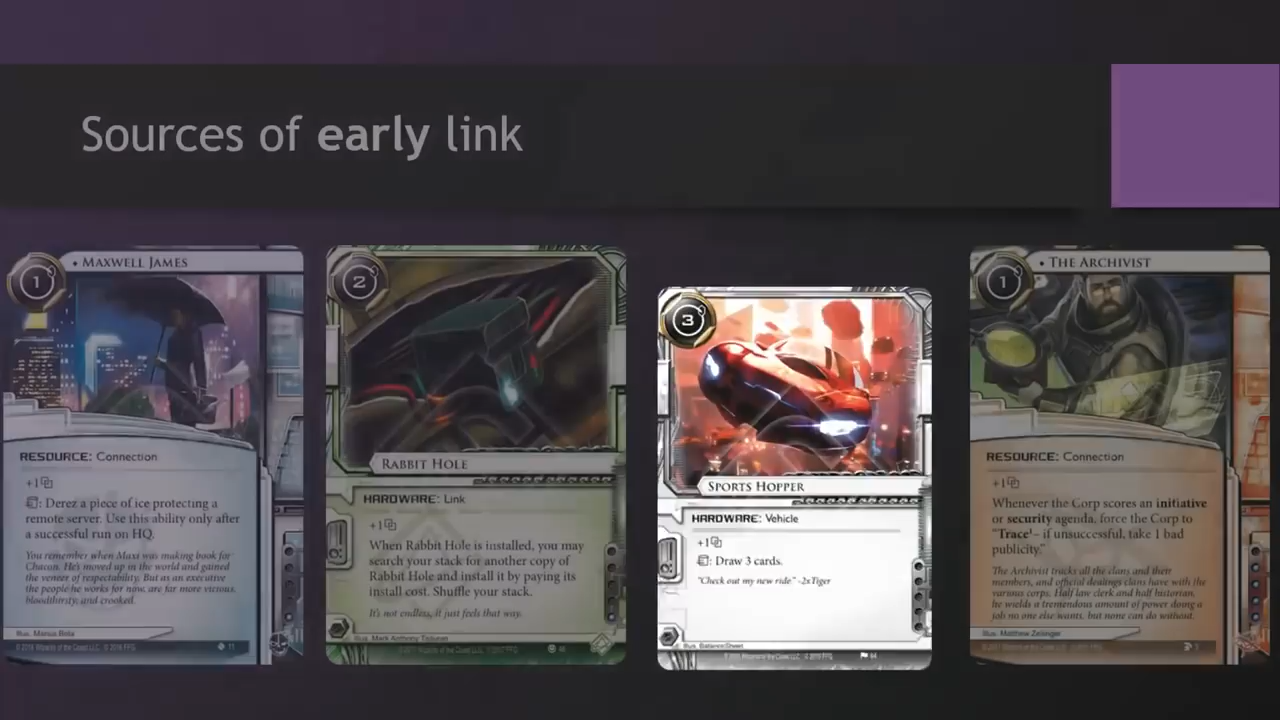 Sources of early link
1
• MAXWELL JAMES
RESOURCE: Connection
+1
: Derez a piece of ice protecting a
remote server. Use this ability only after
a successful run on HQ.
You remember when Maxx was making book for
Chacon. He's moved up in the world and gained
the veneer of respectability. But as an executive
the people he works for now, are far more vicious,
bloodthirsty, and crooked.
Illus.
2
RABBIT HOLE
HARDWARE: Link
+1
When Rabbit Hole is installed, you may
search your stack for another copy of
Rabbit Hole and install it by paying its
install cost. Shuffle your stack.
It's not endless, it just feels that way.
Illus. Mark Anthony
3
SPORTS HOPPER
HARDWARE: Vehicle
+1
: Draw 3 cards.
"Check out my new ride." -2xTiger
1
• THE ARCHIVIST
RESOURCE: Connection
+1
Whenever the Corp scores an initiative
or security agenda, force the Corp to
"Trace¹– if unsuccessful, take 1 bad
publicity."
The Archivist tracks all the clans and their
members, and official dealings clans have with the
various corps. Half law clerk and half historian,
he wields a tremendous amount of power doing a
job no one else wants, but none can do without.
Illus. Matthew Zeilinger